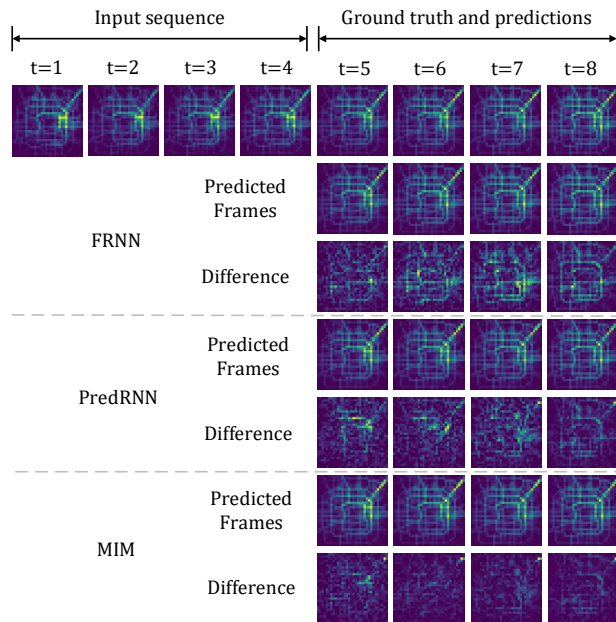 Input sequence
Ground truth and predictions
t=1 t=2 t=3 t=4 t=5 t=6 t=7 t=8
Predicted
Frames
FRNN
Difference
Predicted
Frames
PredRNN
Difference
Predicted
Frames
MIM
Difference